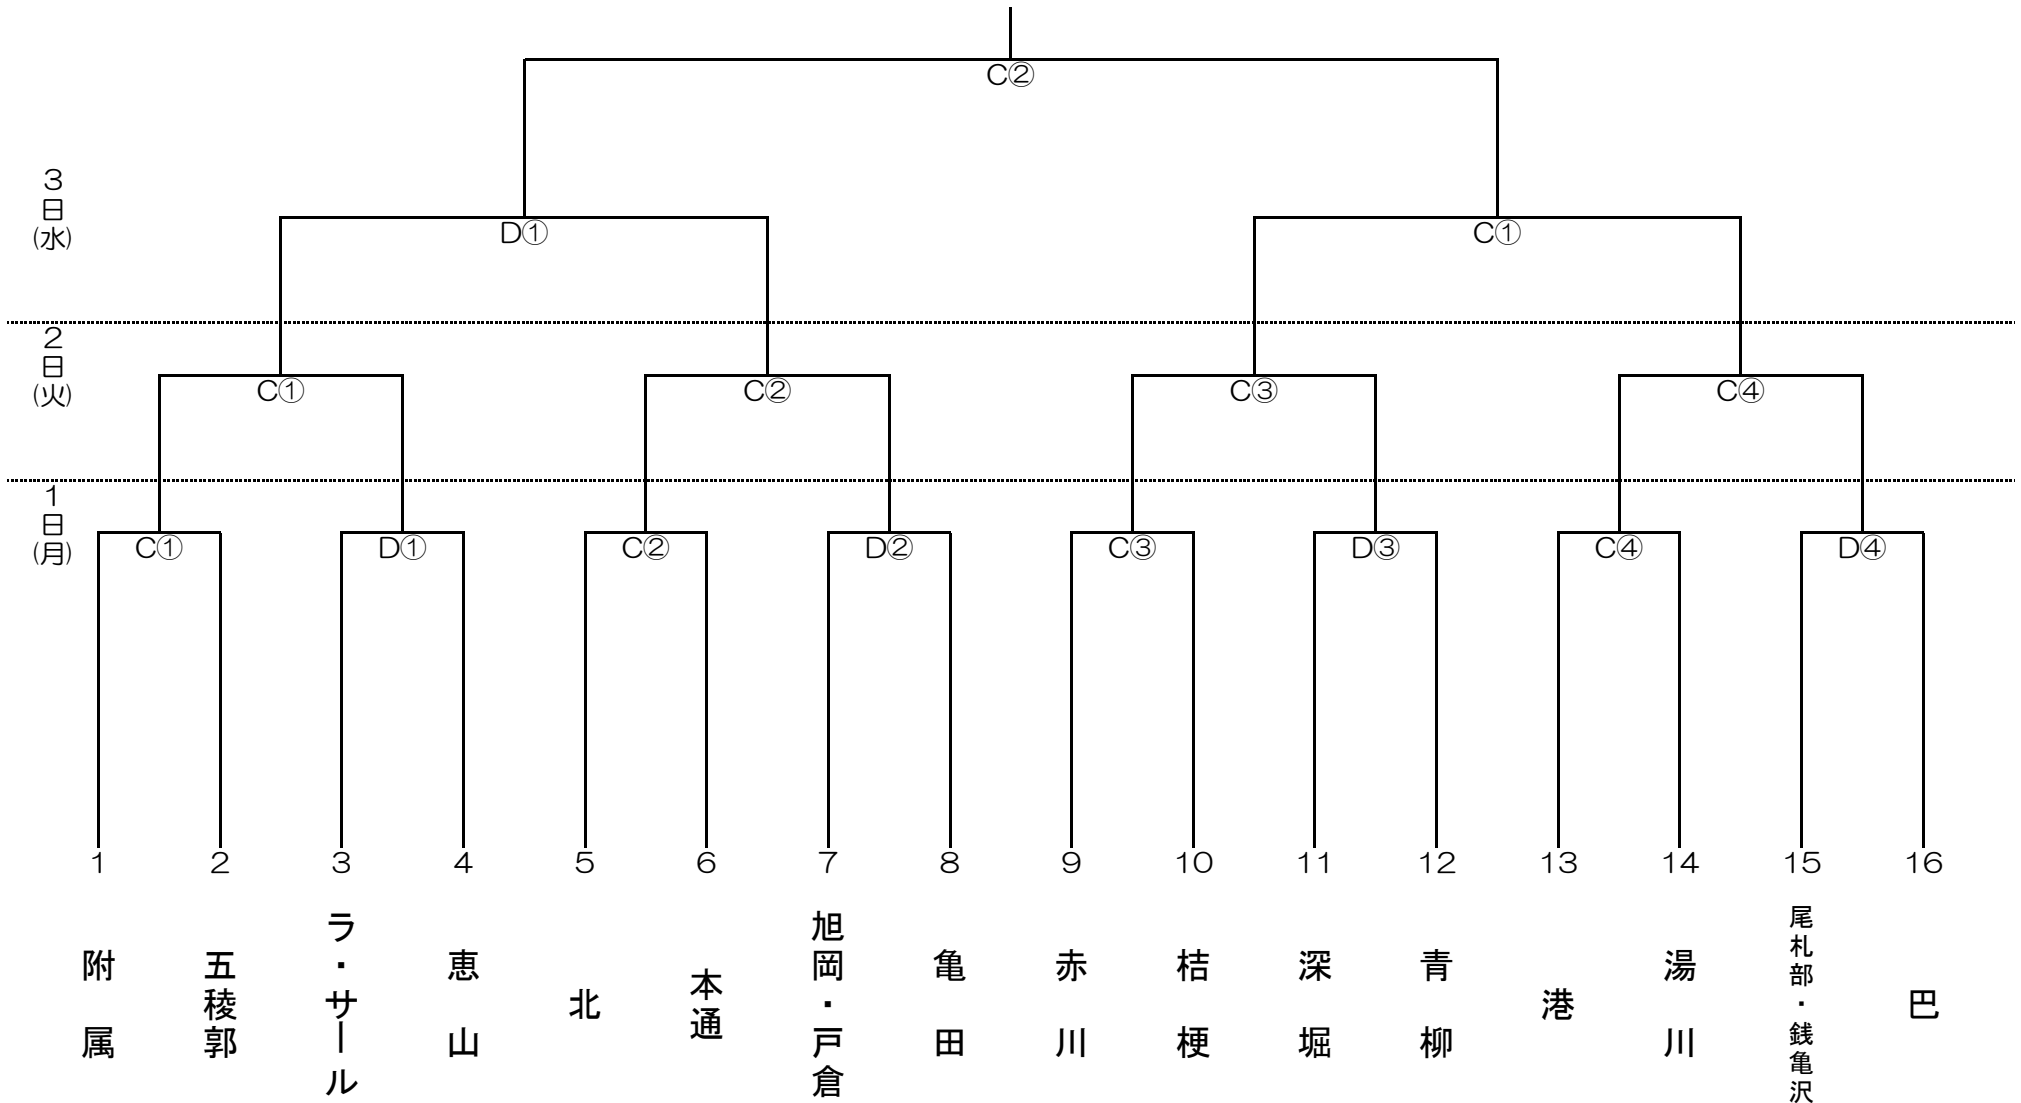 C②
3日(水)
D①
C①
2日(火)
C①
C②
C③
C④
1日(月)
C①
D①
C②
D②
C③
D③
C④
D④
1
2
3
4
5
6
7
8
9
10
11
12
13
14
15
16
附属
五稜郭
ラ・サール
恵山
北
本通
旭岡・戸倉
亀田
赤川
桔梗
深堀
青柳
港
湯川
尾札部・銭亀沢
巴